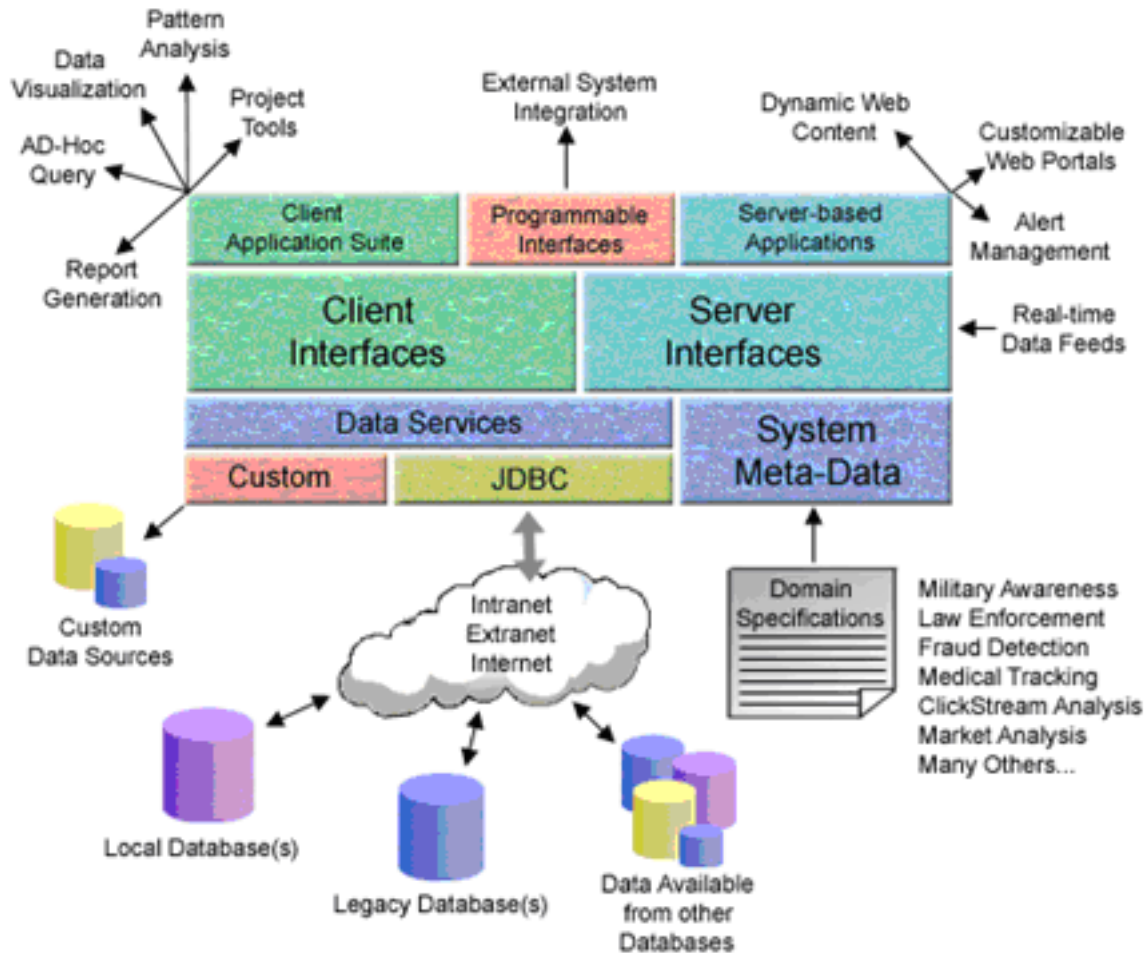 Pattern
Analysis
Data
Visualization
Project
Tools
AD-Hoc
Query
Report
Generation
External System
Integration
Dynamic Web
Content
Customizable
Web Portals
Alert
Management
Real-time
Data Feeds
Client
Application Suite
Programmable
Interfaces
Server-based
Applications
Client
Interfaces
Server
Interfaces
Data Services
System
Meta-Data
Custom
JDBC
Custom
Data Sources
Intranet
Extranet
Internet
Domain
Specifications
Military Awareness
Law Enforcement
Fraud Detection
Medical Tracking
ClickStream Analysis
Market Analysis
Many Others...
Local Database(s)
Legacy Database(s)
Data Available
from other
Databases